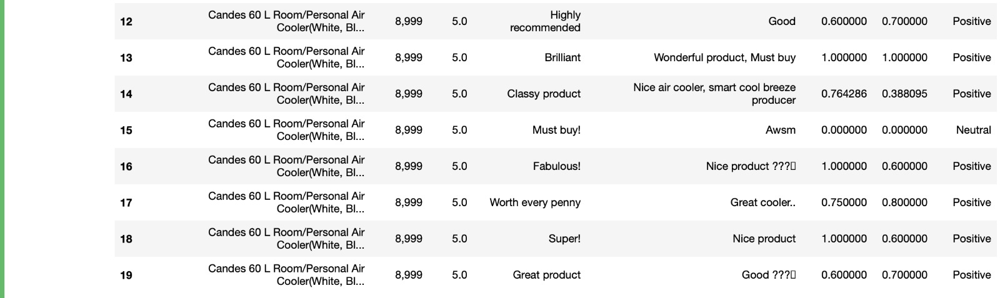 12 Candes 60 L Room/Personal Air Cooler(White, Bl... 8,999 5.0 Highly recommended Good 0.600000 0.700000 Positive
13 Candes 60 L Room/Personal Air Cooler(White, Bl... 8,999 5.0 Brilliant Wonderful product, Must buy 1.000000 1.000000 Positive
14 Candes 60 L Room/Personal Air Cooler(White, Bl... 8,999 5.0 Classy product Nice air cooler, smart cool breeze producer 0.764286 0.388095 Positive
15 Candes 60 L Room/Personal Air Cooler(White, Bl... 8,999 5.0 Must buy! Awsm 0.000000 0.000000 Neutral
16 Candes 60 L Room/Personal Air Cooler(White, Bl... 8,999 5.0 Fabulous! Nice product ???▯ 1.000000 0.600000 Positive
17 Candes 60 L Room/Personal Air Cooler(White, Bl... 8,999 5.0 Worth every penny Great cooler.. 0.750000 0.800000 Positive
18 Candes 60 L Room/Personal Air Cooler(White, Bl... 8,999 5.0 Super! Nice product 1.000000 0.600000 Positive
19 Candes 60 L Room/Personal Air Cooler(White, Bl... 8,999 5.0 Great product Good ???▯ 0.600000 0.700000 Positive